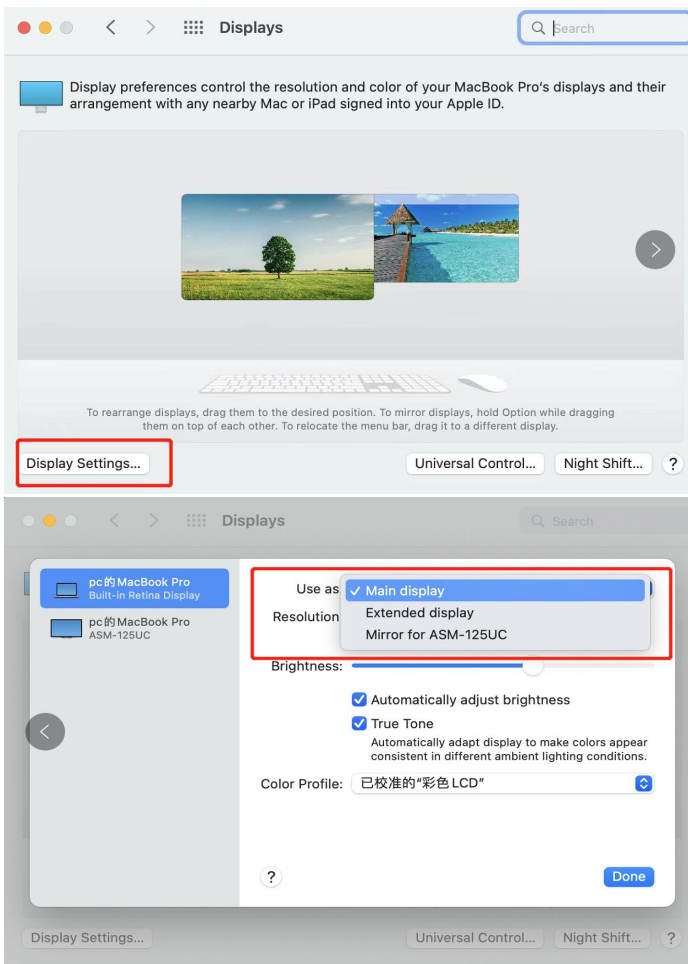 Displays
Search
Display preferences control the resolution and color of your MacBook Pro's displays and their
arrangement with any nearby Mac or iPad signed into your Apple ID.
To rearrange displays, drag them to the desired position. To mirror displays, hold Option while dragging
them on top of each other. To relocate the menu bar, drag it to a different display.
Display Settings...
Universal Control...
Night Shift...
?
Displays
Search
pc的MacBook Pro
Built-in Retina Display
pc的MacBook Pro
ASM-125UC
Use as
✓ Main display
Extended display
Mirror for ASM-125UC
Resolution
Brightness:
Automatically adjust brightness
True Tone
Automatically adapt display to make colors appear
consistent in different ambient lighting conditions.
Color Profile:
已校准的“彩色LCD”
?
Done
Display Settings...
Universal Control...
Night Shift...
?